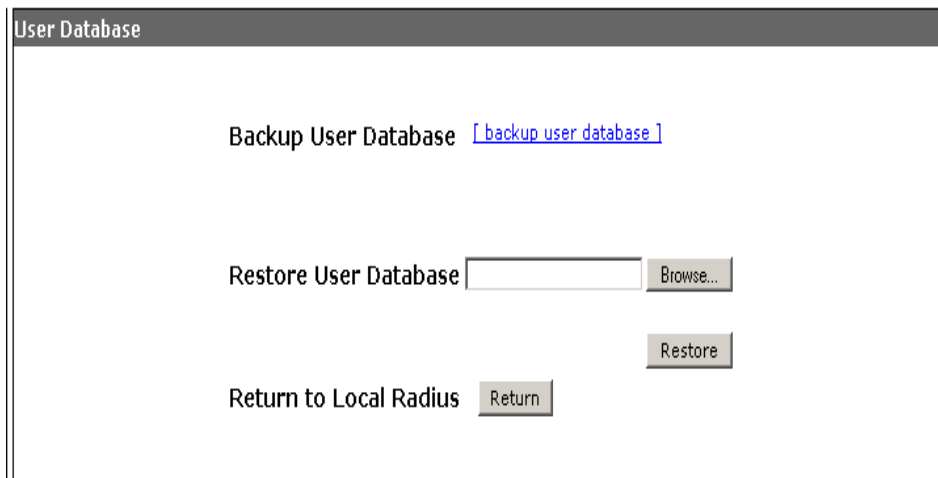 User Database
Backup User Database [ backup user database ]
Restore User Database Browse...
Restore
Return to Local Radius Return